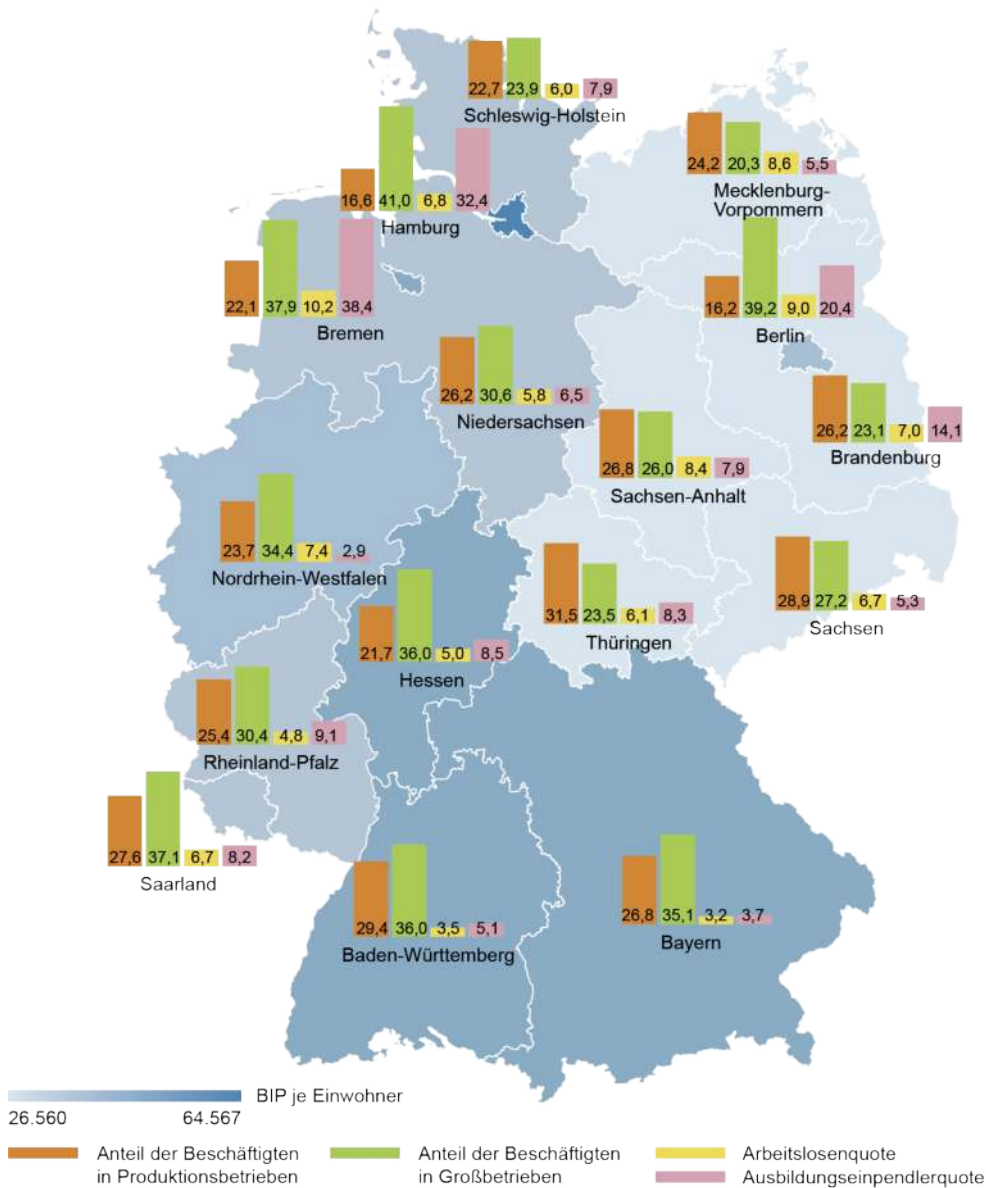 22,7 23,9 6,0 7,9
Schleswig-Holstein
24,2 20,3 8,6 5,5
Mecklenburg-
Vorpommern
16,6 41,0 6,8 32,4
Hamburg
22,1 37,9 10,2 38,4
Bremen
16,2 39,2 9,0 20,4
Berlin
26,2 30,6 5,8 6,5
Niedersachsen
26,2 23,1 7,0 14,1
Brandenburg
26,8 26,0 8,4 7,9
Sachsen-Anhalt
23,7 34,4 7,4 2,9
Nordrhein-Westfalen
31,5 23,5 6,1 8,3
Thüringen
28,9 27,2 6,7 5,3
Sachsen
21,7 36,0 5,0 8,5
Hessen
25,4 30,4 4,8 9,1
Rheinland-Pfalz
27,6 37,1 6,7 8,2
Saarland
29,4 36,0 3,5 5,1
Baden-Württemberg
26,8 35,1 3,2 3,7
Bayern
BIP je Einwohner
26.560 64.567
Anteil der Beschäftigten
in Produktionsbetrieben
Anteil der Beschäftigten
in Großbetrieben
Arbeitslosenquote
Ausbildungseinpendlerquote